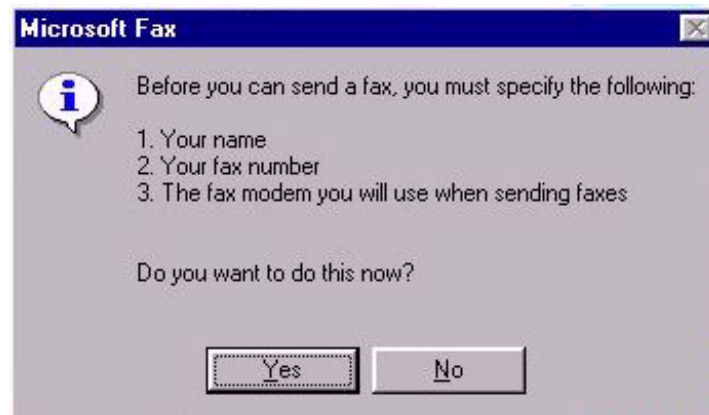 Microsoft Fax
Before you can send a fax, you must specify the following:
1. Your name
2. Your fax number
3. The fax modem you will use when sending faxes
Do you want to do this now?
Yes
No